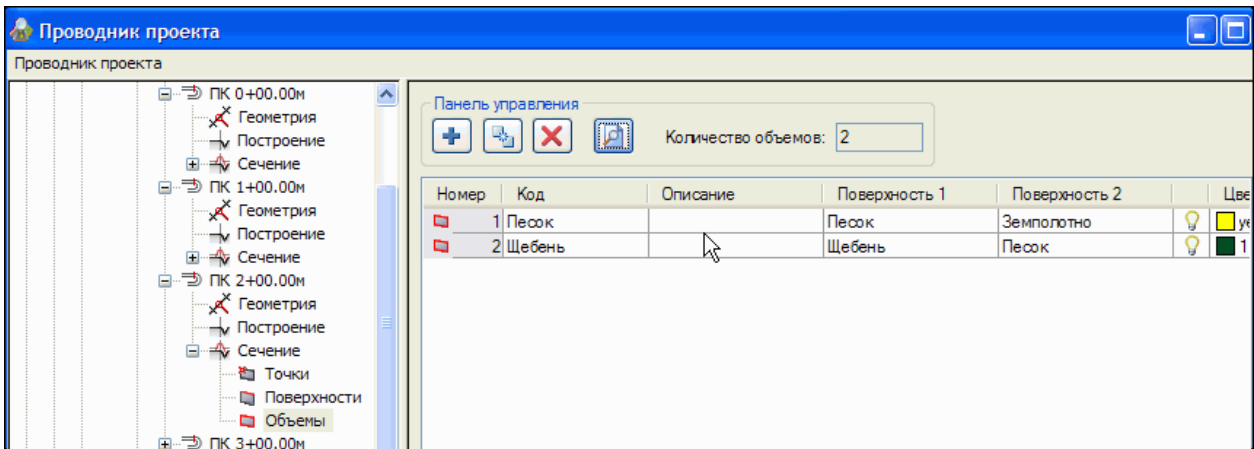 Проводник проекта
Проводник проекта
ПК 0+00.00м
Геометрия
Построение
Сечение
ПК 1+00.00м
Геометрия
Построение
Сечение
ПК 2+00.00м
Геометрия
Построение
Сечение
Точки
Поверхности
Объемы
ПК 3+00.00м
Панель управления
Количество объемов: 2
Номер Код Описание Поверхность 1 Поверхность 2 Цве
1 Песок Песок Земполотно ye
2 Щебень Щебень Песок 1